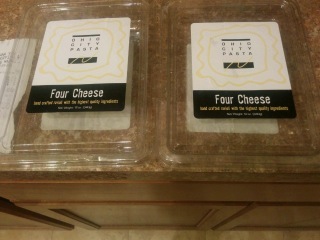 OHIO
CITY
PASTA
Four Cheese
hand crafted ravioli with the highest quality ingredients
OHIO
CITY
PASTA
Four Cheese
hand crafted ravioli with the highest quality ingredients